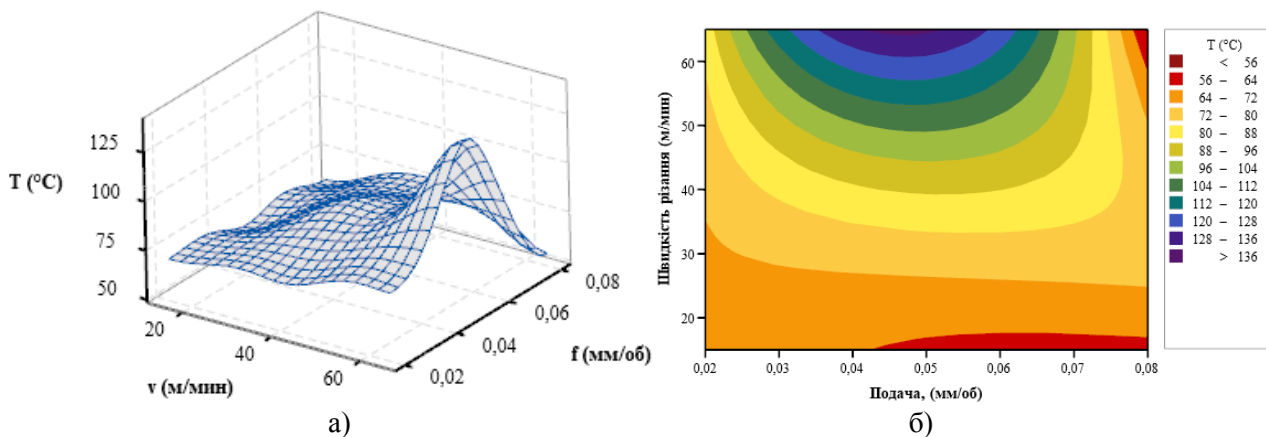 125
100
75
50
T (°C)
20
40
60
v (м/мин)
0,02
0,04
0,06
0,08
f (мм/об)
а)
60
50
40
30
20
Швидкість різання (м/мин)
0,02 0,03 0,04 0,05 0,06 0,07 0,08
Подача, (мм/об)
T (°C)
< 56
56 – 64
64 – 72
72 – 80
80 – 88
88 – 96
96 – 104
104 – 112
112 – 120
120 – 128
128 – 136
> 136
б)